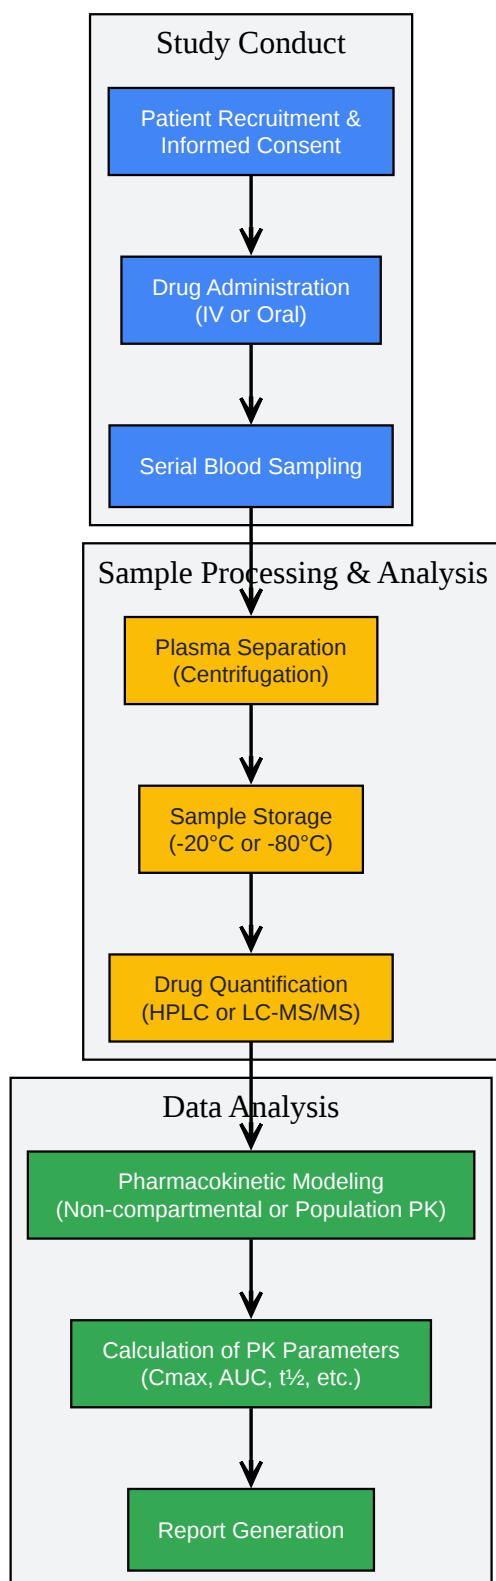 Study Conduct
Patient Recruitment &
Informed Consent
Drug Administration
(IV or Oral)
Serial Blood Sampling
Sample Processing & Analysis
Plasma Separation
(Centrifugation)
Sample Storage
(-20°C or -80°C)
Drug Quantification
(HPLC or LC-MS/MS)
Data Analysis
Pharmacokinetic Modeling
(Non-compartmental or Population PK)
Calculation of PK Parameters
(Cmax, AUC, t½, etc.)
Report Generation